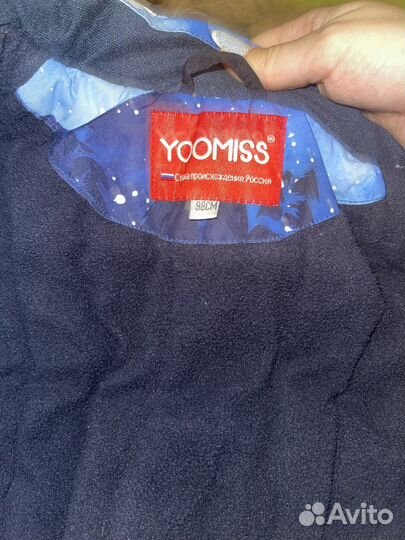 YOOMISS®
Страна происхождения: Россия
98CM
Avito